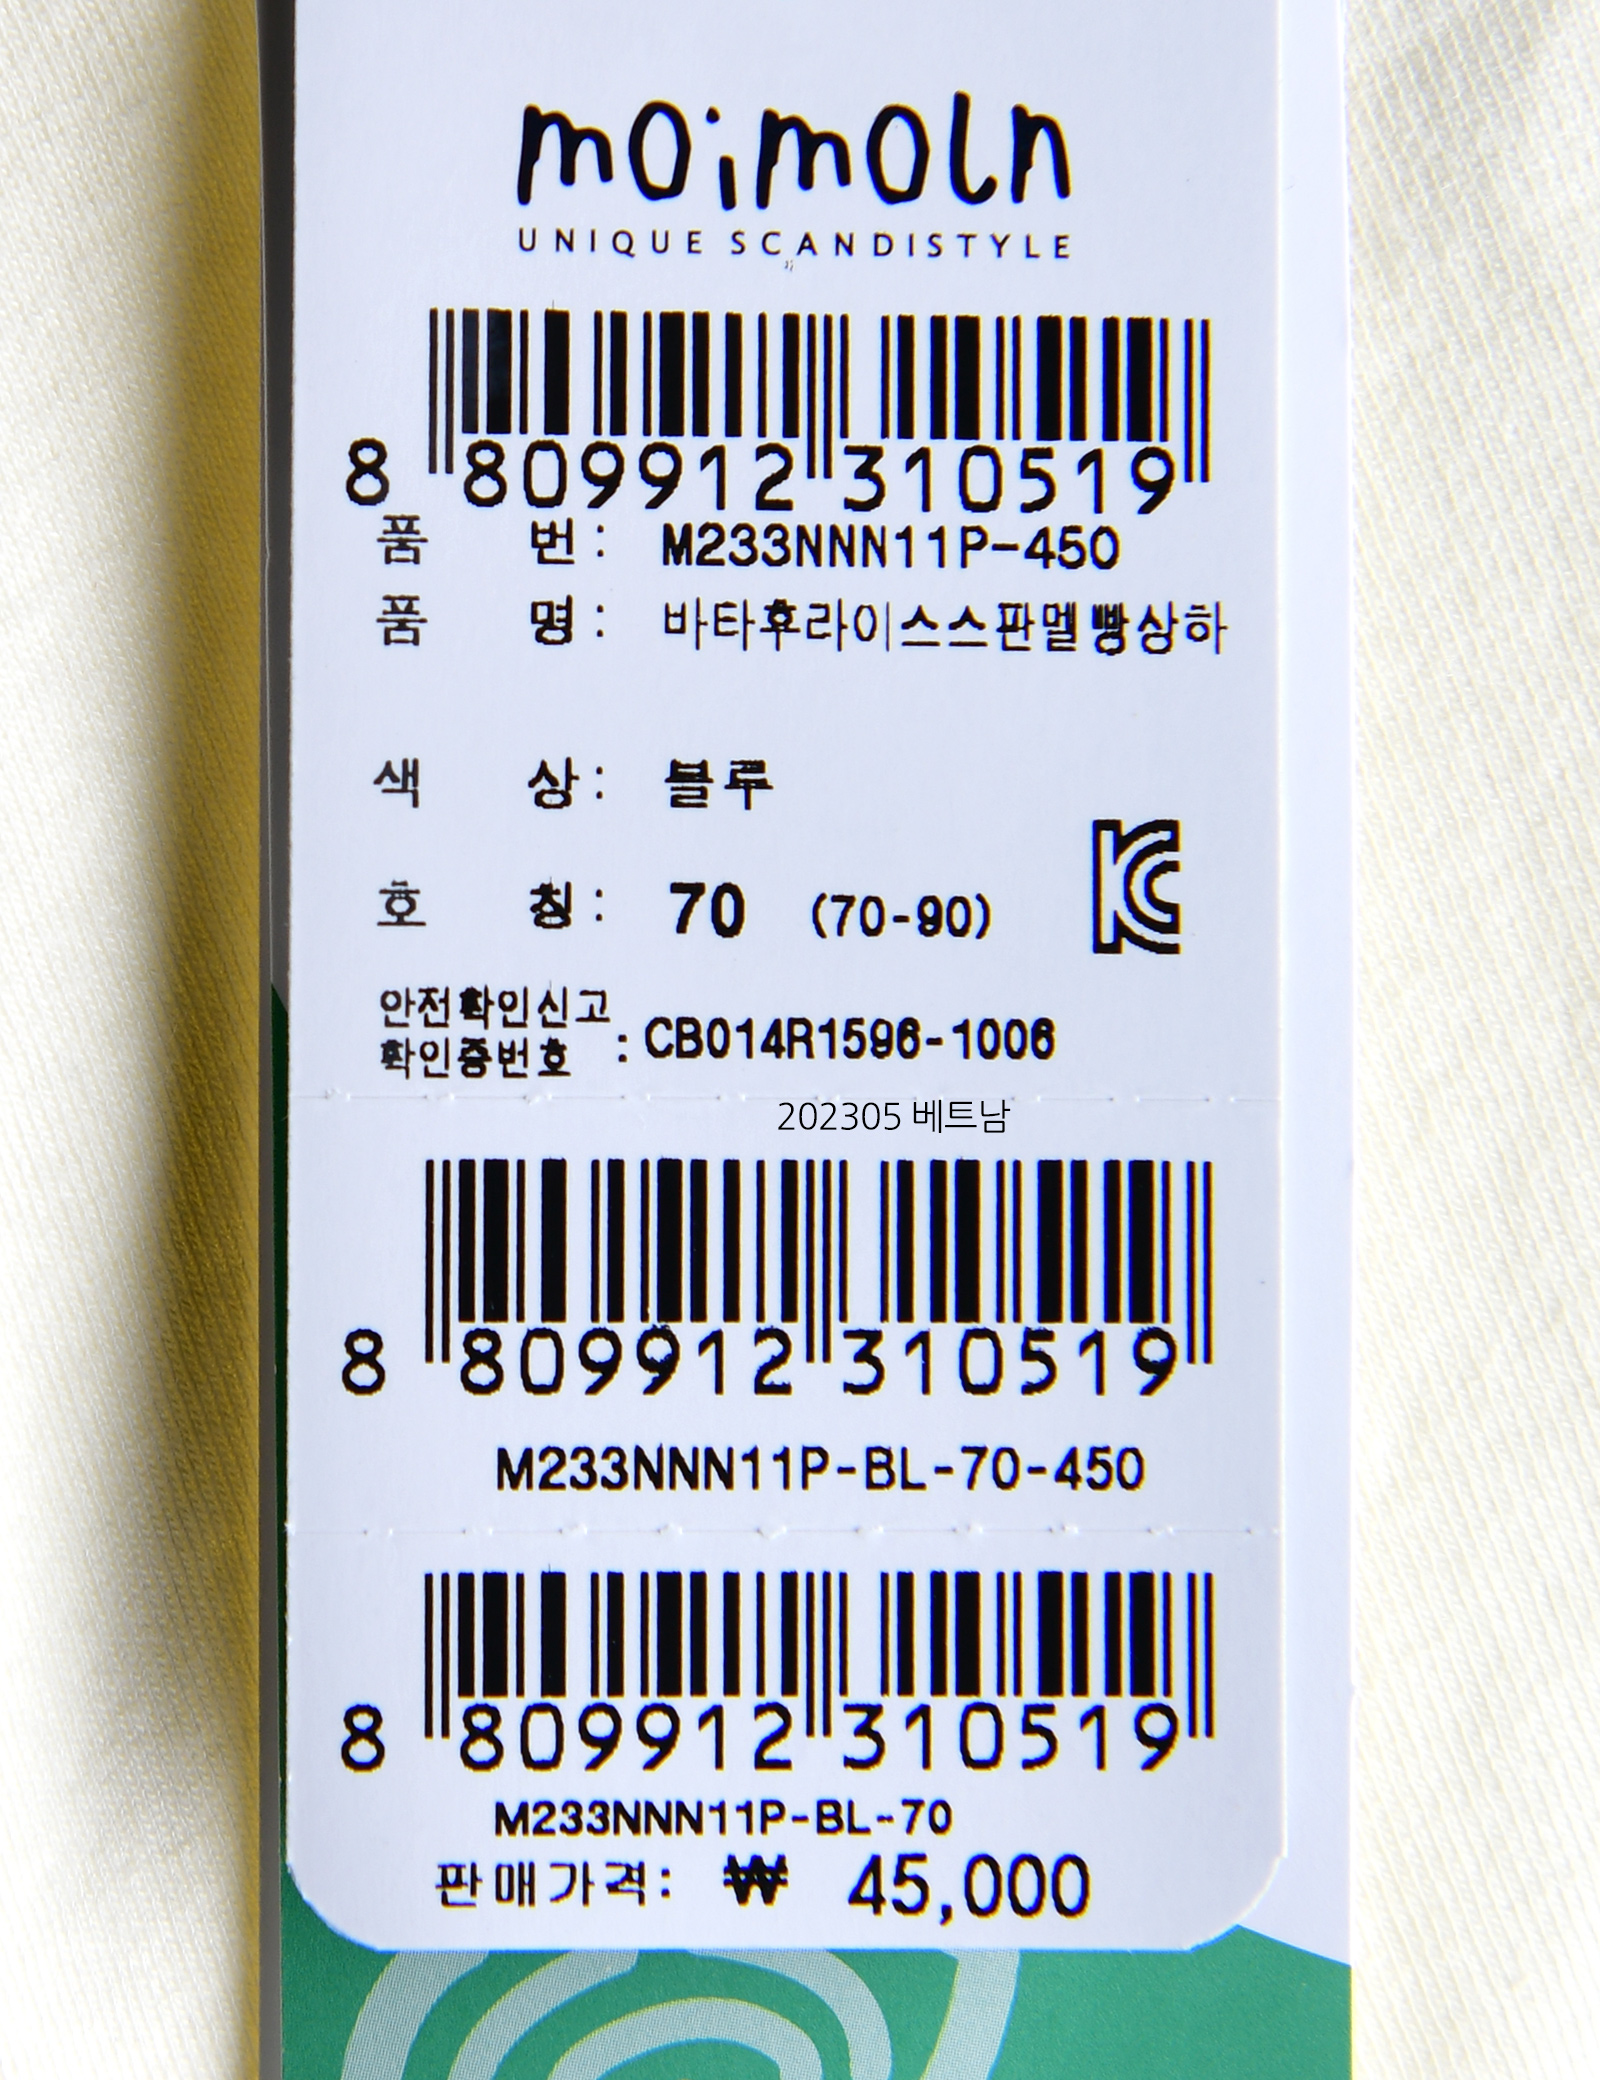 moimoln
UNIQUE SCANDISTYLE
8 809912 310519
품 번 : M233NNN11P-450
품 명 : 바타후라이스스판멜빵상하
색 상 : 블루
호 칭 : 70 (70-90)
안전확인신고
확인증번호 : CB014R1596-1006
202305 베트남
8 809912 310519
M233NNN11P-BL-70-450
8 809912 310519
M233NNN11P-BL-70
판매가격: ₩ 45,000